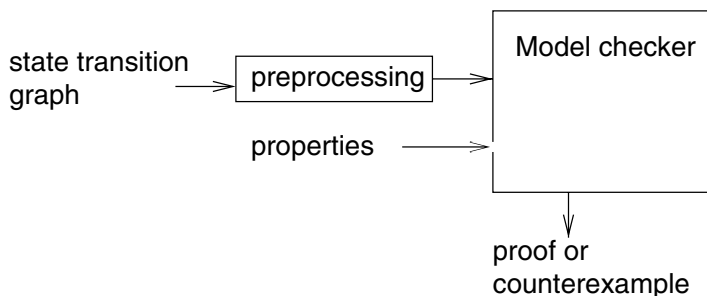 Model checker
state transition
graph
preprocessing
properties
proof or
counterexample